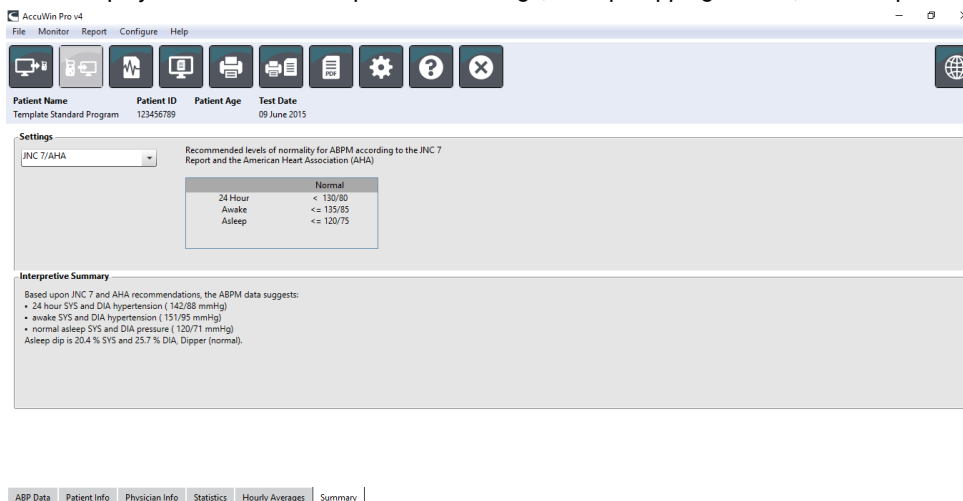 AccuWin Pro v4
File Monitor Report Configure Help
PDF
Patient Name Patient ID Patient Age Test Date
Template Standard Program 123456789 09 June 2015
Settings
JNC 7/AHA
Recommended levels of normality for ABPM according to the JNC 7
Report and the American Heart Association (AHA)
Normal
24 Hour < 130/80
Awake <= 135/85
Asleep <= 120/75
Interpretive Summary
Based upon JNC 7 and AHA recommendations, the ABPM data suggests:
• 24 hour SYS and DIA hypertension ( 142/88 mmHg)
• awake SYS and DIA hypertension ( 151/95 mmHg)
• normal asleep SYS and DIA pressure ( 120/71 mmHg)
Asleep dip is 20.4 % SYS and 25.7 % DIA, Dipper (normal).
ABP Data Patient Info Physician Info Statistics Hourly Averages Summary